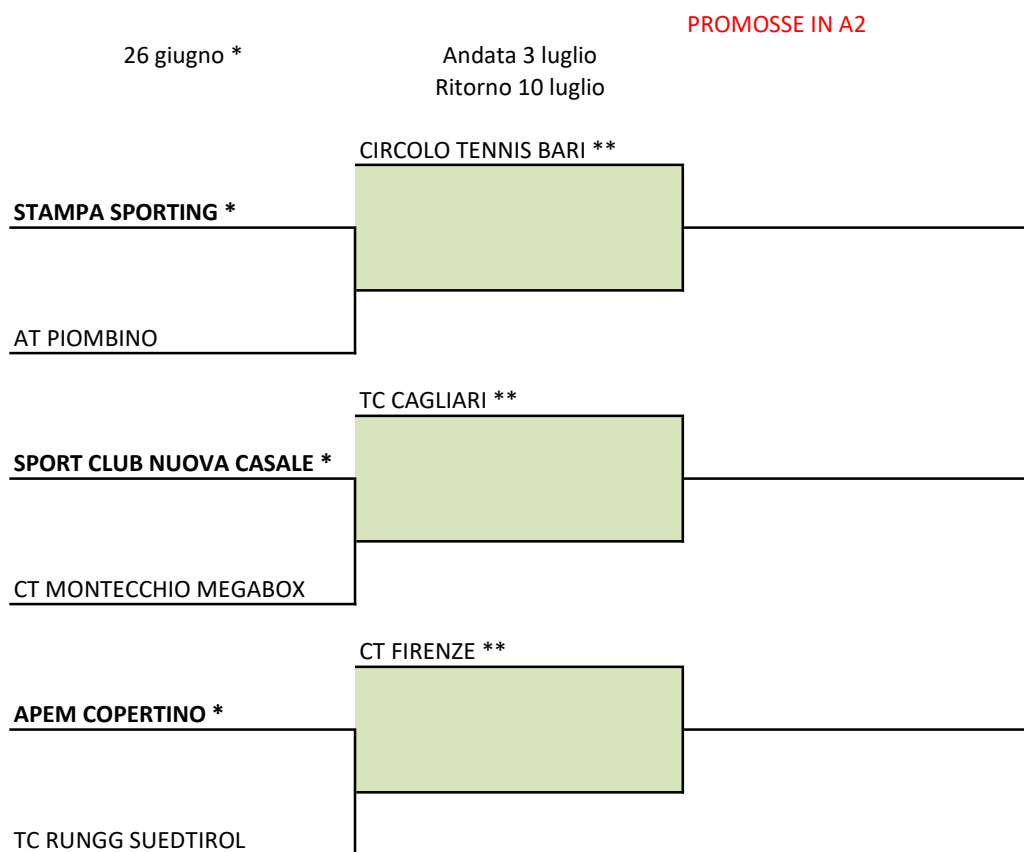 PROMOSSE IN A2
26 giugno *
Andata 3 luglio
Ritorno 10 luglio
CIRCOLO TENNIS BARI **
STAMPA SPORTING *
AT PIOMBINO
TC CAGLIARI **
SPORT CLUB NUOVA CASALE *
CT MONTECCHIO MEGABOX
CT FIRENZE **
APEM COPERTINO *
TC RUNGG SUEDTIROL